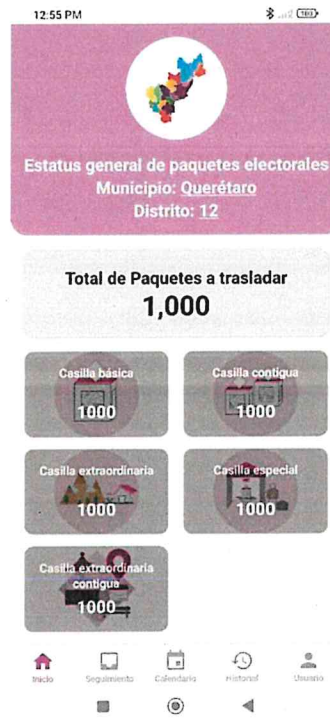 12:55 PM
Estatus general de paquetes electorales
Municipio: Querétaro
Distrito: 12
Total de Paquetes a trasladar
1,000
Casilla básica
1000
Casilla contigua
1000
Casilla extraordinaria
1000
Casilla especial
1000
Casilla extraordinaria
contigua
1000
Inicio
Seguimiento
Calendario
Historial
Usuario